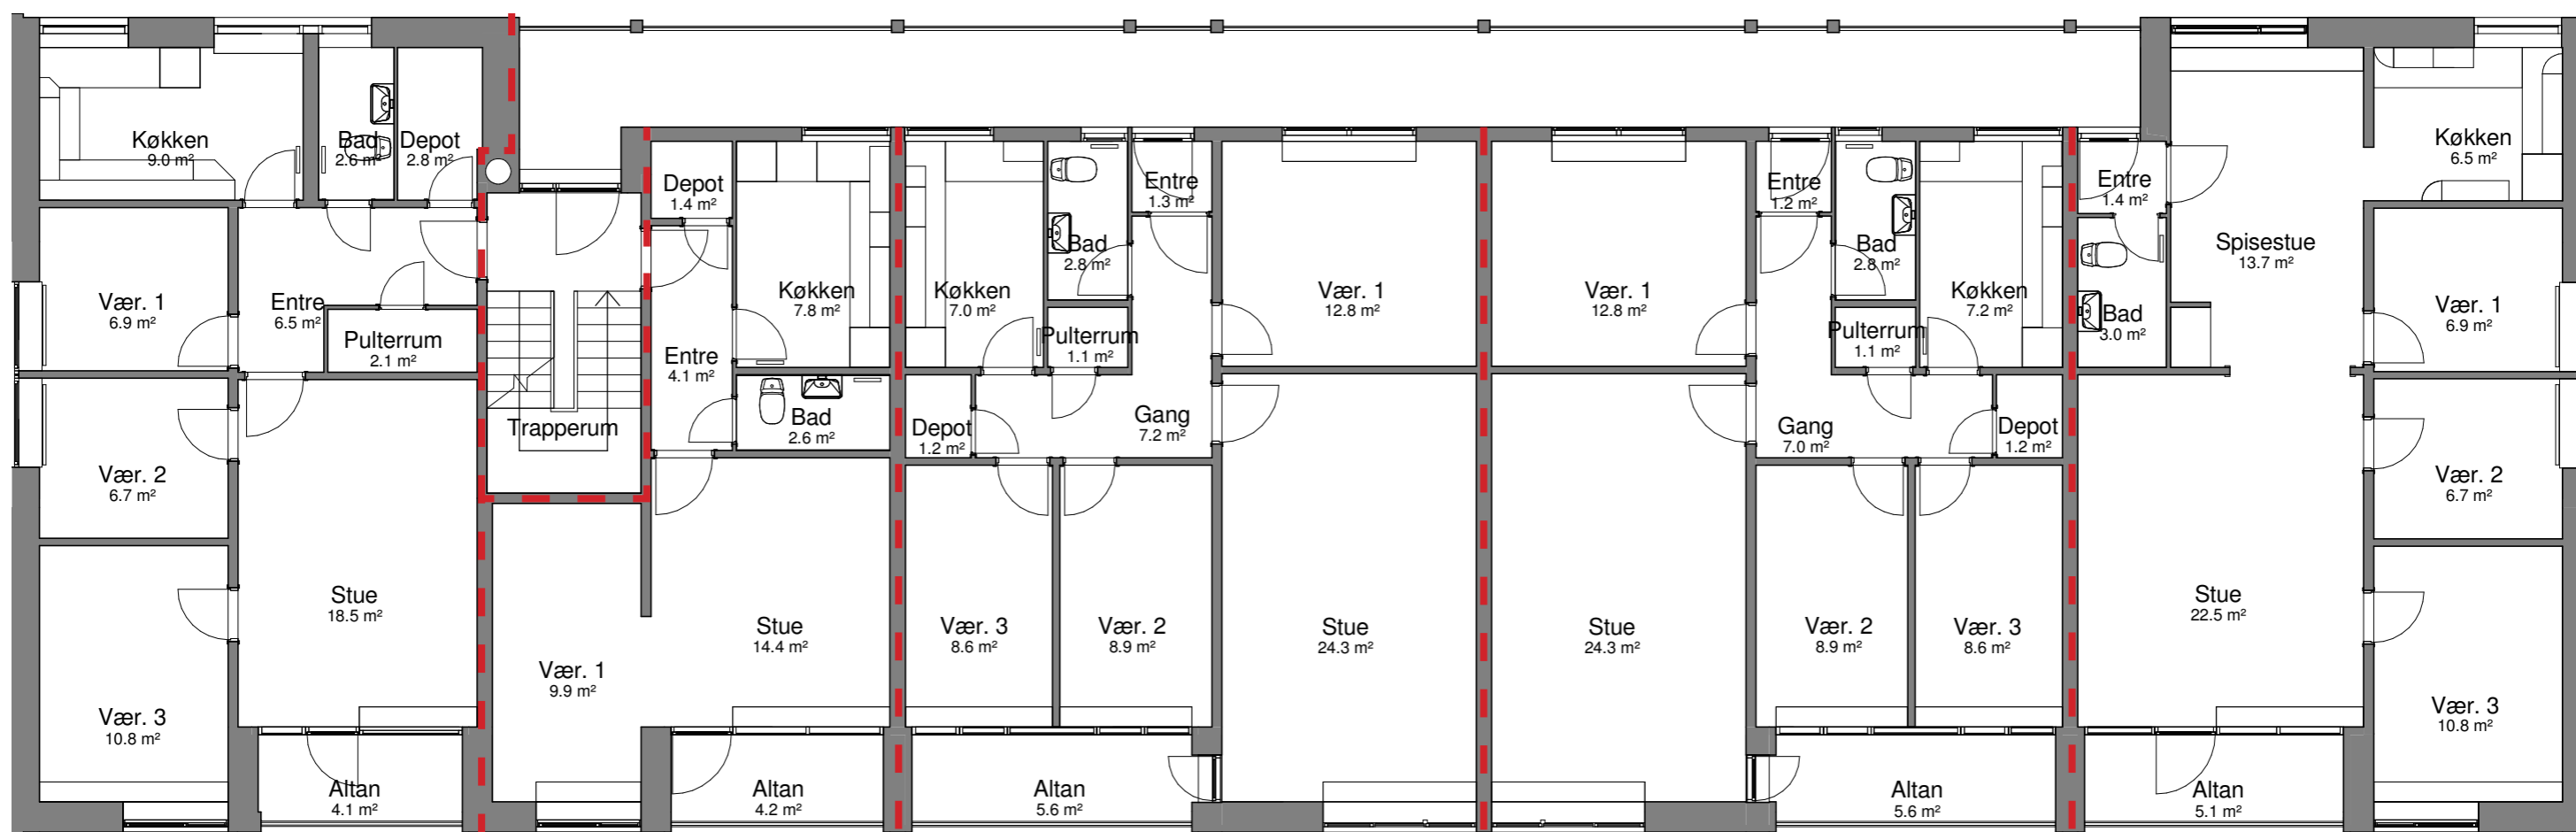 Køkken
9.0 m²
Bad
2.6 m²
Depot
2.8 m²
Vær. 1
6.9 m²
Entre
6.5 m²
Pulterrum
2.1 m²
Vær. 2
6.7 m²
Stue
18.5 m²
Vær. 3
10.8 m²
Altan
4.1 m²
Trapperum
Depot
1.4 m²
Køkken
7.8 m²
Entre
4.1 m²
Bad
2.6 m²
Stue
14.4 m²
Vær. 1
9.9 m²
Altan
4.2 m²
Køkken
7.0 m²
Bad
2.8 m²
Entre
1.3 m²
Pulterrum
1.1 m²
Vær. 1
12.8 m²
Depot
1.2 m²
Gang
7.2 m²
Vær. 3
8.6 m²
Vær. 2
8.9 m²
Stue
24.3 m²
Altan
5.6 m²
Vær. 1
12.8 m²
Entre
1.2 m²
Bad
2.8 m²
Køkken
7.2 m²
Pulterrum
1.1 m²
Gang
7.0 m²
Depot
1.2 m²
Stue
24.3 m²
Vær. 2
8.9 m²
Vær. 3
8.6 m²
Altan
5.6 m²
Entre
1.4 m²
Bad
3.0 m²
Spisestue
13.7 m²
Køkken
6.5 m²
Vær. 1
6.9 m²
Vær. 2
6.7 m²
Stue
22.5 m²
Vær. 3
10.8 m²
Altan
5.1 m²